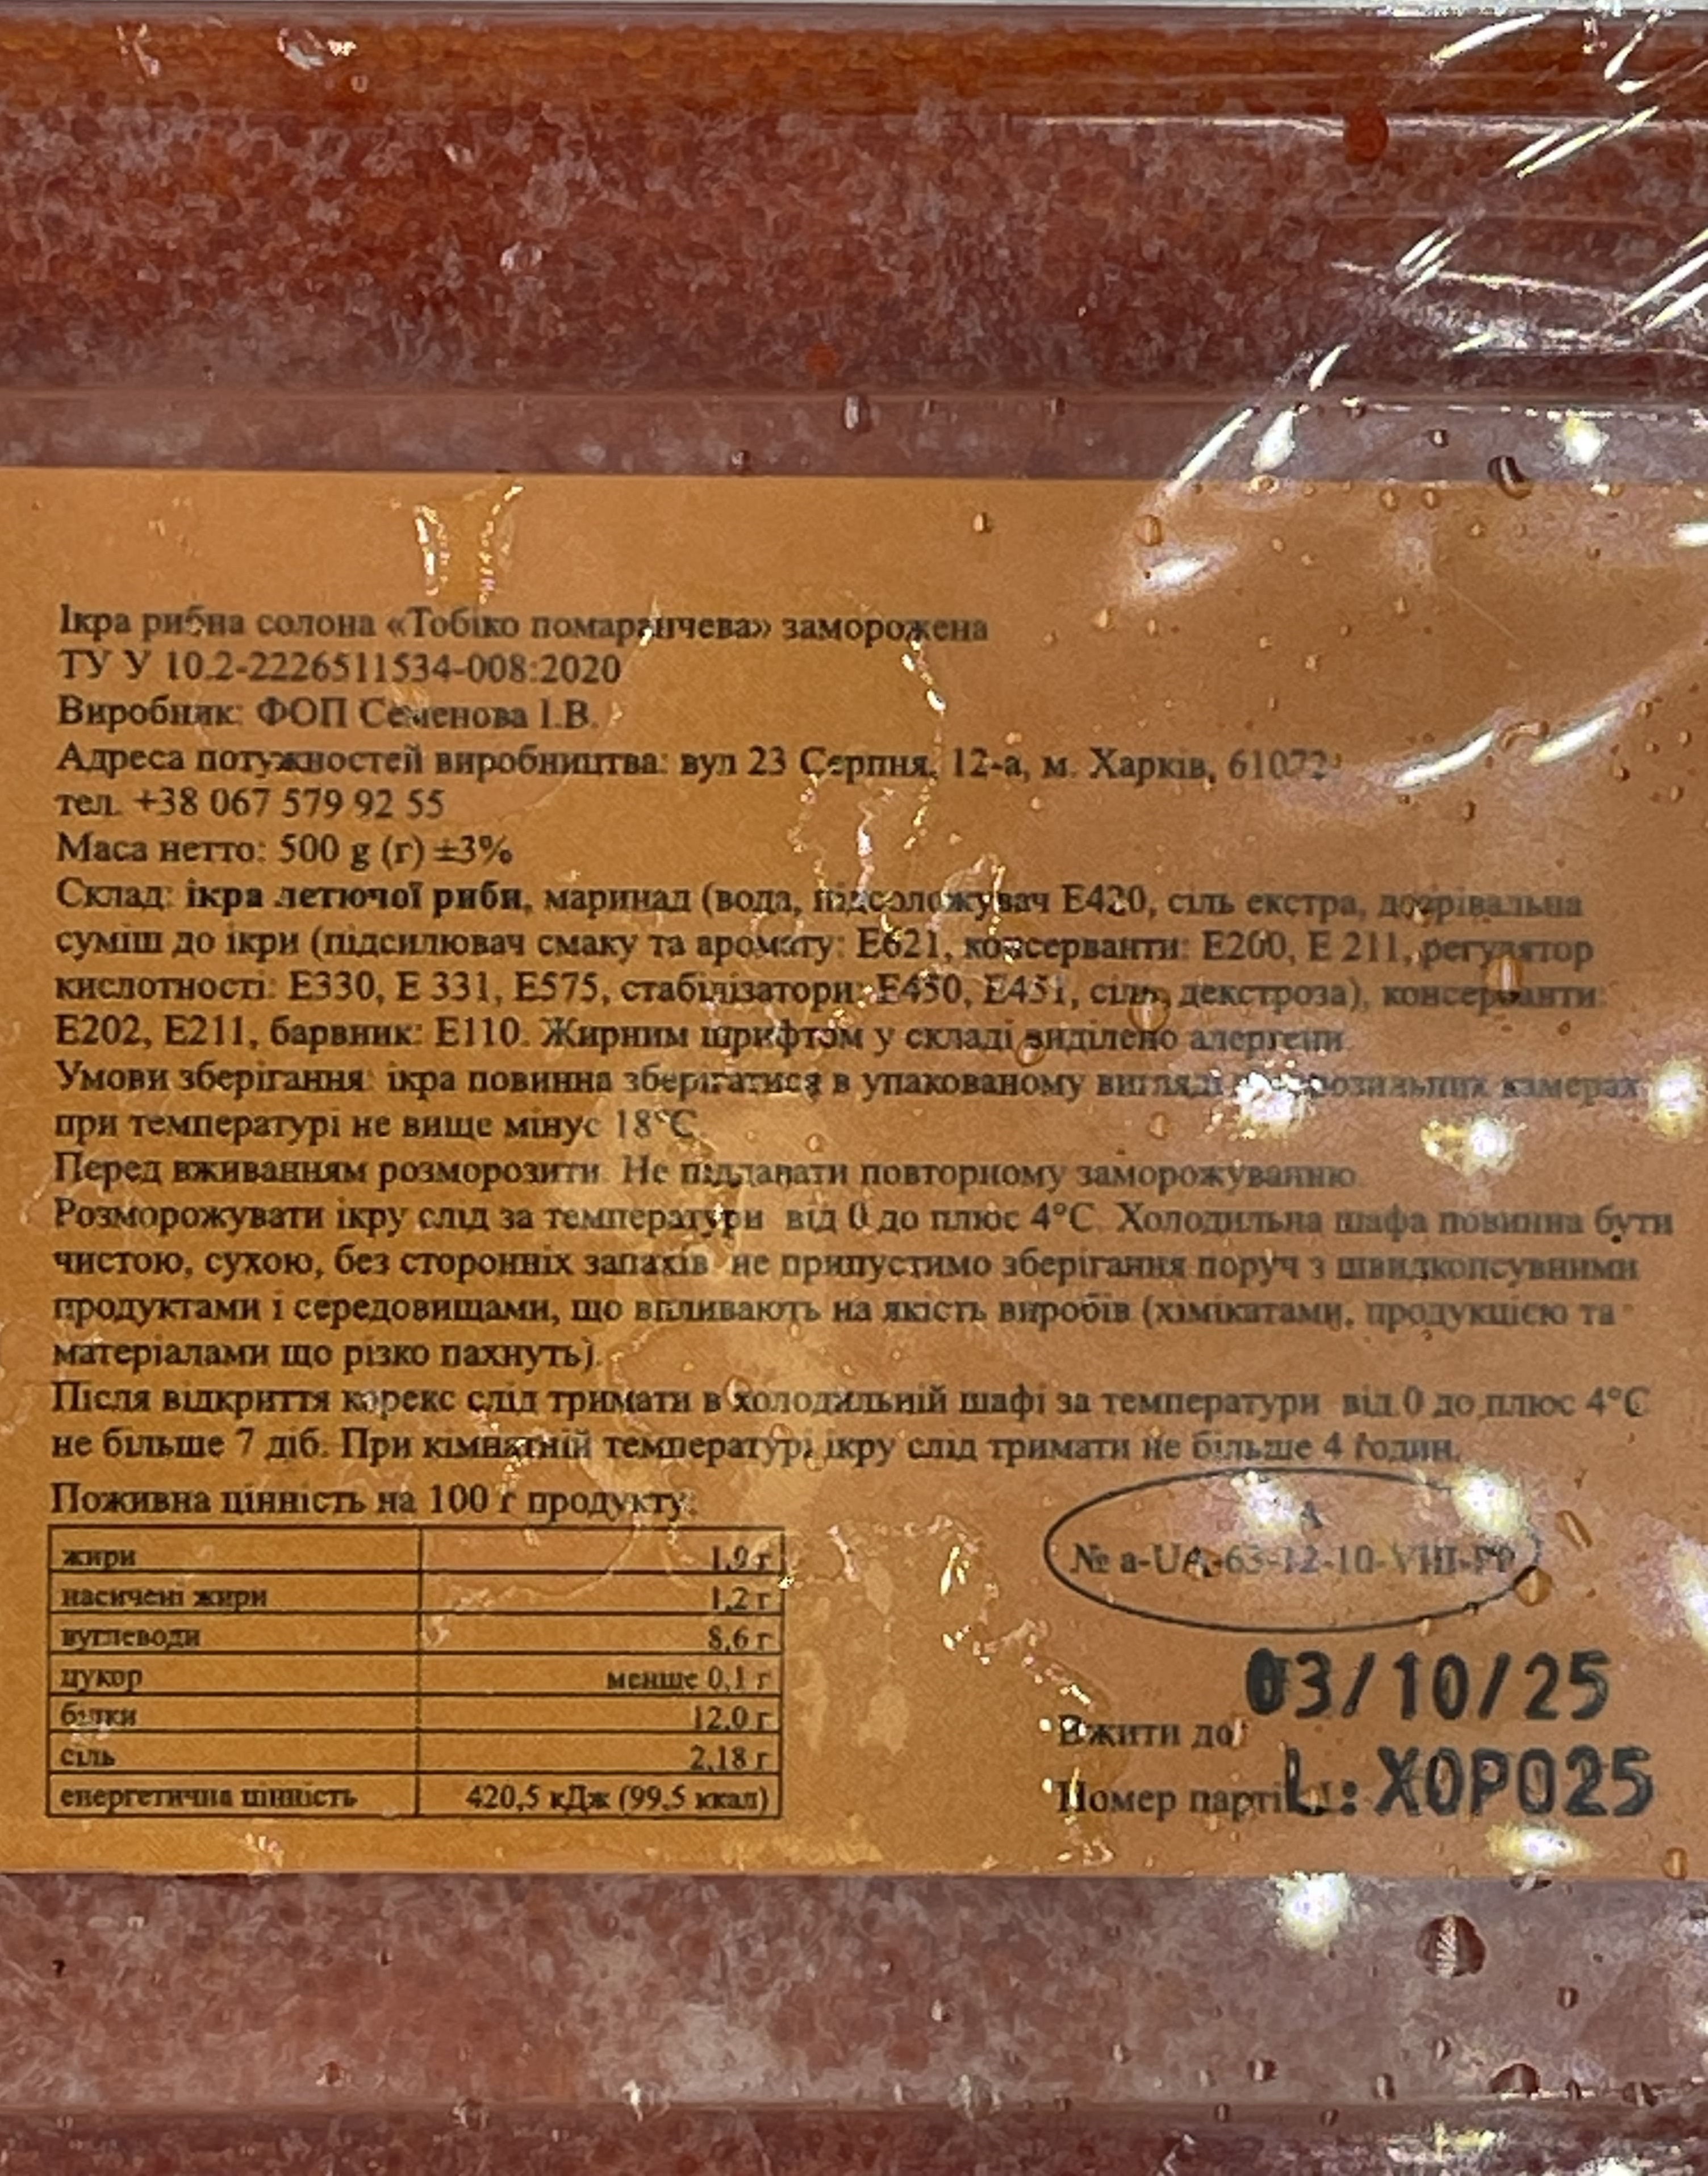 Ікра рибна солона «Тобіко помаранчева» заморожена
ТУ У 10.2-2226511534-008:2020
Виробник: ФОП Семенова І.В.
Адреса потужностей виробництва: вул 23 Серпня, 12-а, м. Харків, 61072
тел. +38 067 579 92 55
Маса нетто: 500 g (г) ±3%
Склад: ікра летючої риби, маринад (вода, підсоложувач Е420, сіль екстра, дозрівальна
суміш до ікри (підсилювач смаку та аромату: Е621, консерванти: Е200, Е 211, регулятор
кислотності: Е330, Е 331, Е575, стабілізатори: Е450, Е451, сіль, декстроза), консерванти:
Е202, Е211, барвник: Е110. Жирним шрифтом у складі виділено алергени.
Умови зберігання: ікра повинна зберігатися в упакованому вигляді камерах
при температурі не вище мінус 18°С.
Перед вживанням розморозити. Не піддавати повторному заморожуванню.
Розморожувати ікру слід за температури від 0 до плюс 4°С. Холодильна шафа повинна бути
чистою, сухою, без сторонніх запахів не припустимо зберігання поруч з швидкопсувними
продуктами і середовищами, що впливають на якість виробів (хімікатами, продукцією та
матеріалами що різко пахнуть).
Після відкриття корекс слід тримати в холодильній шафі за температури від 0 до плюс 4°С
не більше 7 діб. При кімнатній температурі ікру слід тримати не більше 4 годин.
Поживна цінність на 100 г продукту:
жири 1,9 г
насичені жири 1,2 г
вуглеводи 8,6 г
цукор менше 0,1 г
білки 12,0 г
сіль 2,18 г
енергетична цінність 420,5 кДж (99,5 ккал)
А
№ a-UA-63-12-10-VIII-PP
03/10/25
Вжити до:
Номер партії L: X0P025